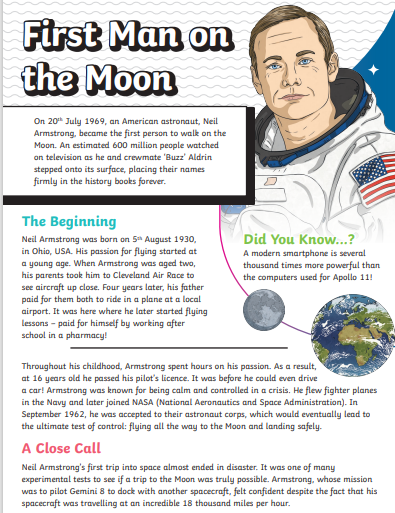 First Man on
the Moon
On 20th July 1969, an American astronaut, Neil
Armstrong, became the first person to walk on the
Moon. An estimated 600 million people watched
on television as he and crewmate ‘Buzz’ Aldrin
stepped onto its surface, placing their names
firmly in the history books forever.
The Beginning
Neil Armstrong was born on 5th August 1930,
in Ohio, USA. His passion for flying started at
a young age. When Armstrong was aged two,
his parents took him to Cleveland Air Race to
see aircraft up close. Four years later, his father
paid for them both to ride in a plane at a local
airport. It was here where he later started flying
lessons – paid for himself by working after
school in a pharmacy!
Did You Know...?
A modern smartphone is several
thousand times more powerful than
the computers used for Apollo 11!
Throughout his childhood, Armstrong spent hours on his passion. As a result,
at 16 years old he passed his pilot’s licence. It was before he could even drive
a car! Armstrong was known for being calm and controlled in a crisis. He flew fighter planes
in the Navy and later joined NASA (National Aeronautics and Space Administration). In
September 1962, he was accepted to their astronaut corps, which would eventually lead to
the ultimate test of control: flying all the way to the Moon and landing safely.
A Close Call
Neil Armstrong’s first trip into space almost ended in disaster. It was one of many
experimental tests to see if a trip to the Moon was truly possible. Armstrong, whose mission
was to pilot Gemini 8 to dock with another spacecraft, felt confident despite the fact that his
spacecraft was travelling at an incredible 18 thousand miles per hour.